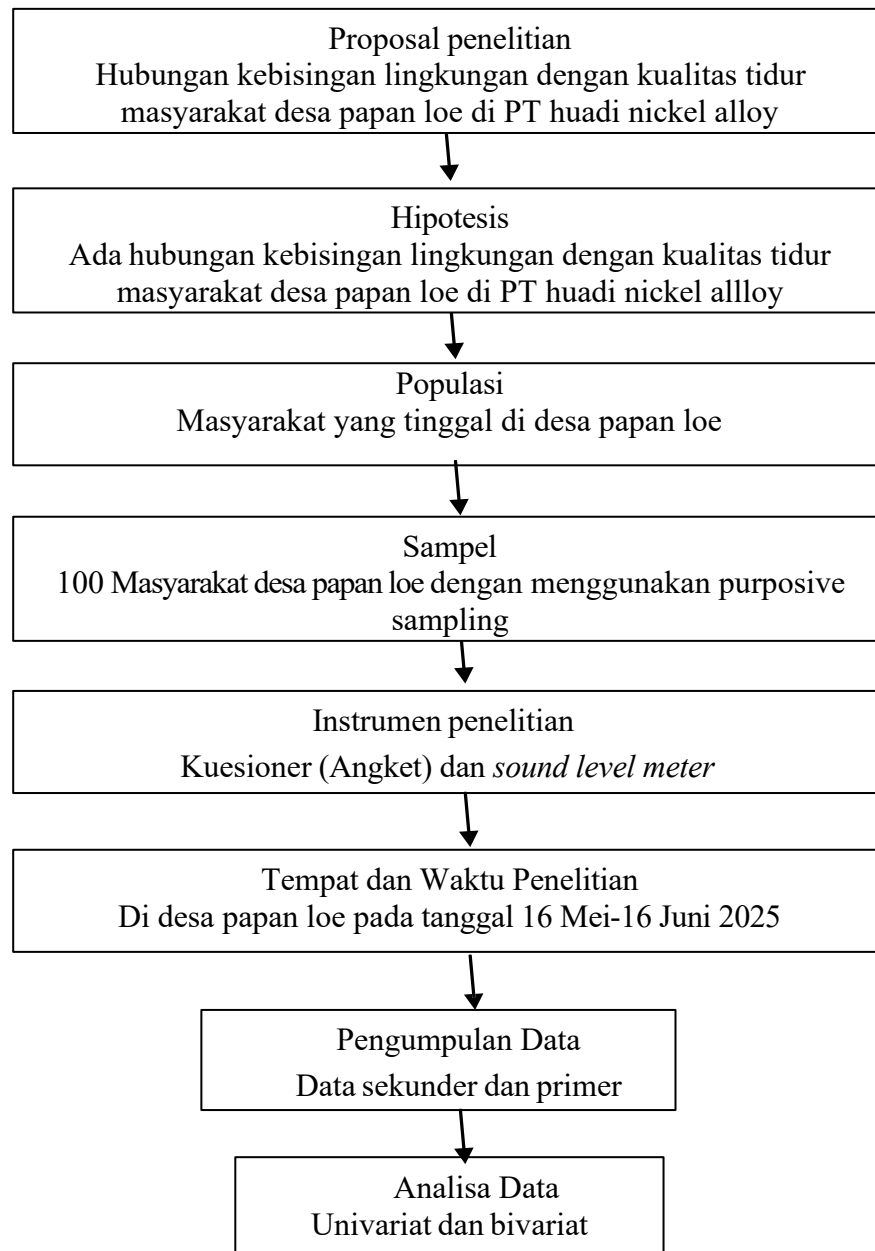 Proposal penelitian
Hubungan kebisingan lingkungan dengan kualitas tidur
masyarakat desa papan loe di PT huadi nickel alloy
Hipotesis
Ada hubungan kebisingan lingkungan dengan kualitas tidur
masyarakat desa papan loe di PT huadi nickel allloy
Populasi
Masyarakat yang tinggal di desa papan loe
Sampel
100 Masyarakat desa papan loe dengan menggunakan purposive
sampling
Instrumen penelitian
Kuesioner (Angket) dan sound level meter
Tempat dan Waktu Penelitian
Di desa papan loe pada tanggal 16 Mei-16 Juni 2025
Pengumpulan Data
Data sekunder dan primer
Analisa Data
Univariat dan bivariat